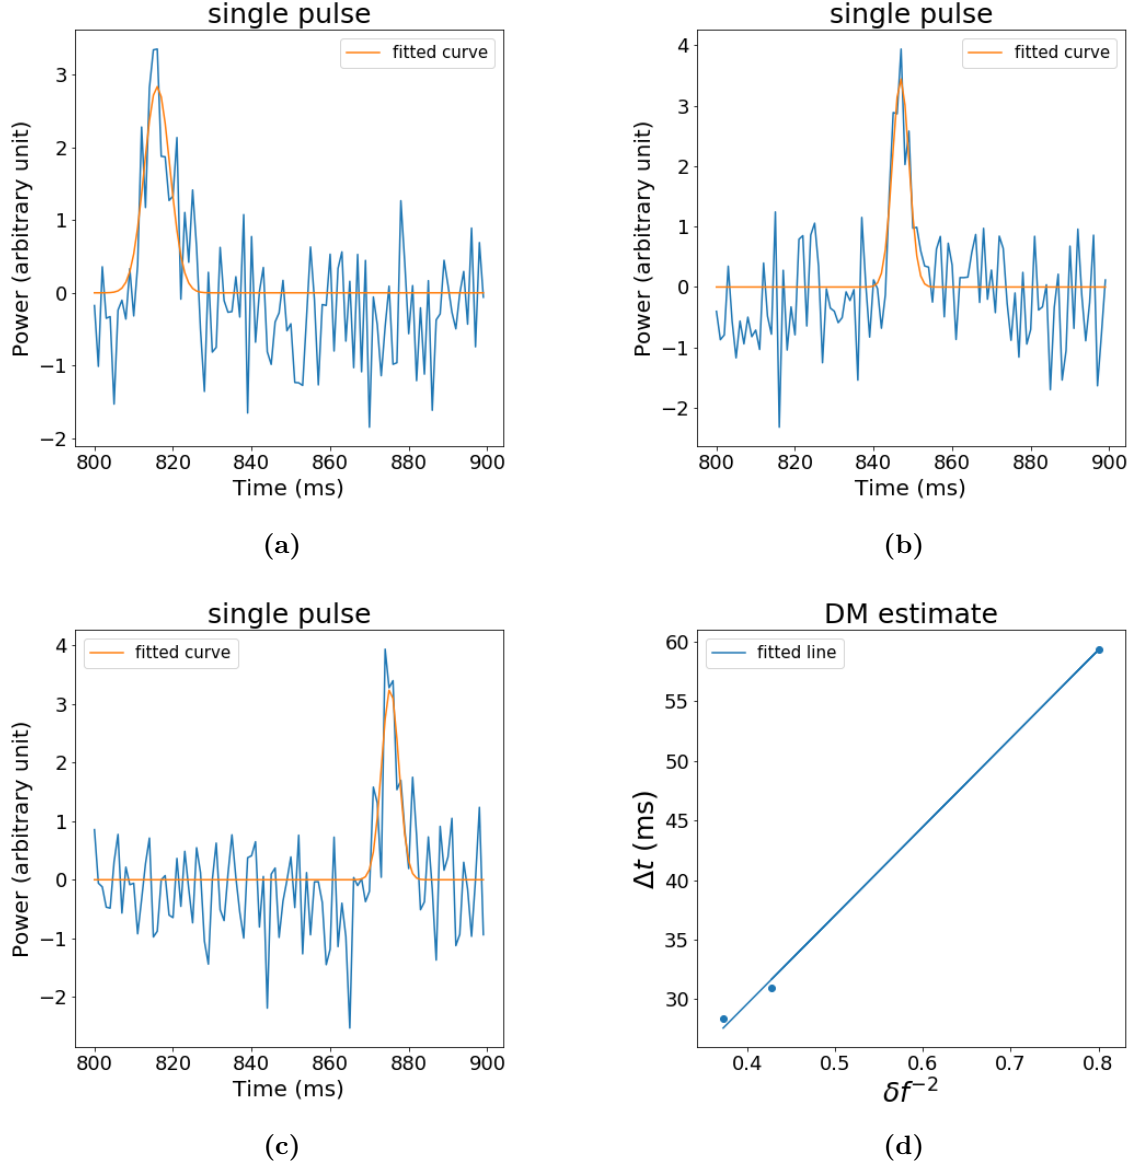 single pulse
fitted curve
Power (arbitrary unit)
3
2
1
0
−1
−2
800 820 840 860 880 900
Time (ms)
(a)
single pulse
fitted curve
Power (arbitrary unit)
4
3
2
1
0
−1
−2
800 820 840 860 880 900
Time (ms)
(b)
single pulse
fitted curve
Power (arbitrary unit)
4
3
2
1
0
−1
−2
800 820 840 860 880 900
Time (ms)
(c)
DM estimate
fitted line
Δt (ms)
60
55
50
45
40
35
30
0.4 0.5 0.6 0.7 0.8
δf⁻²
(d)